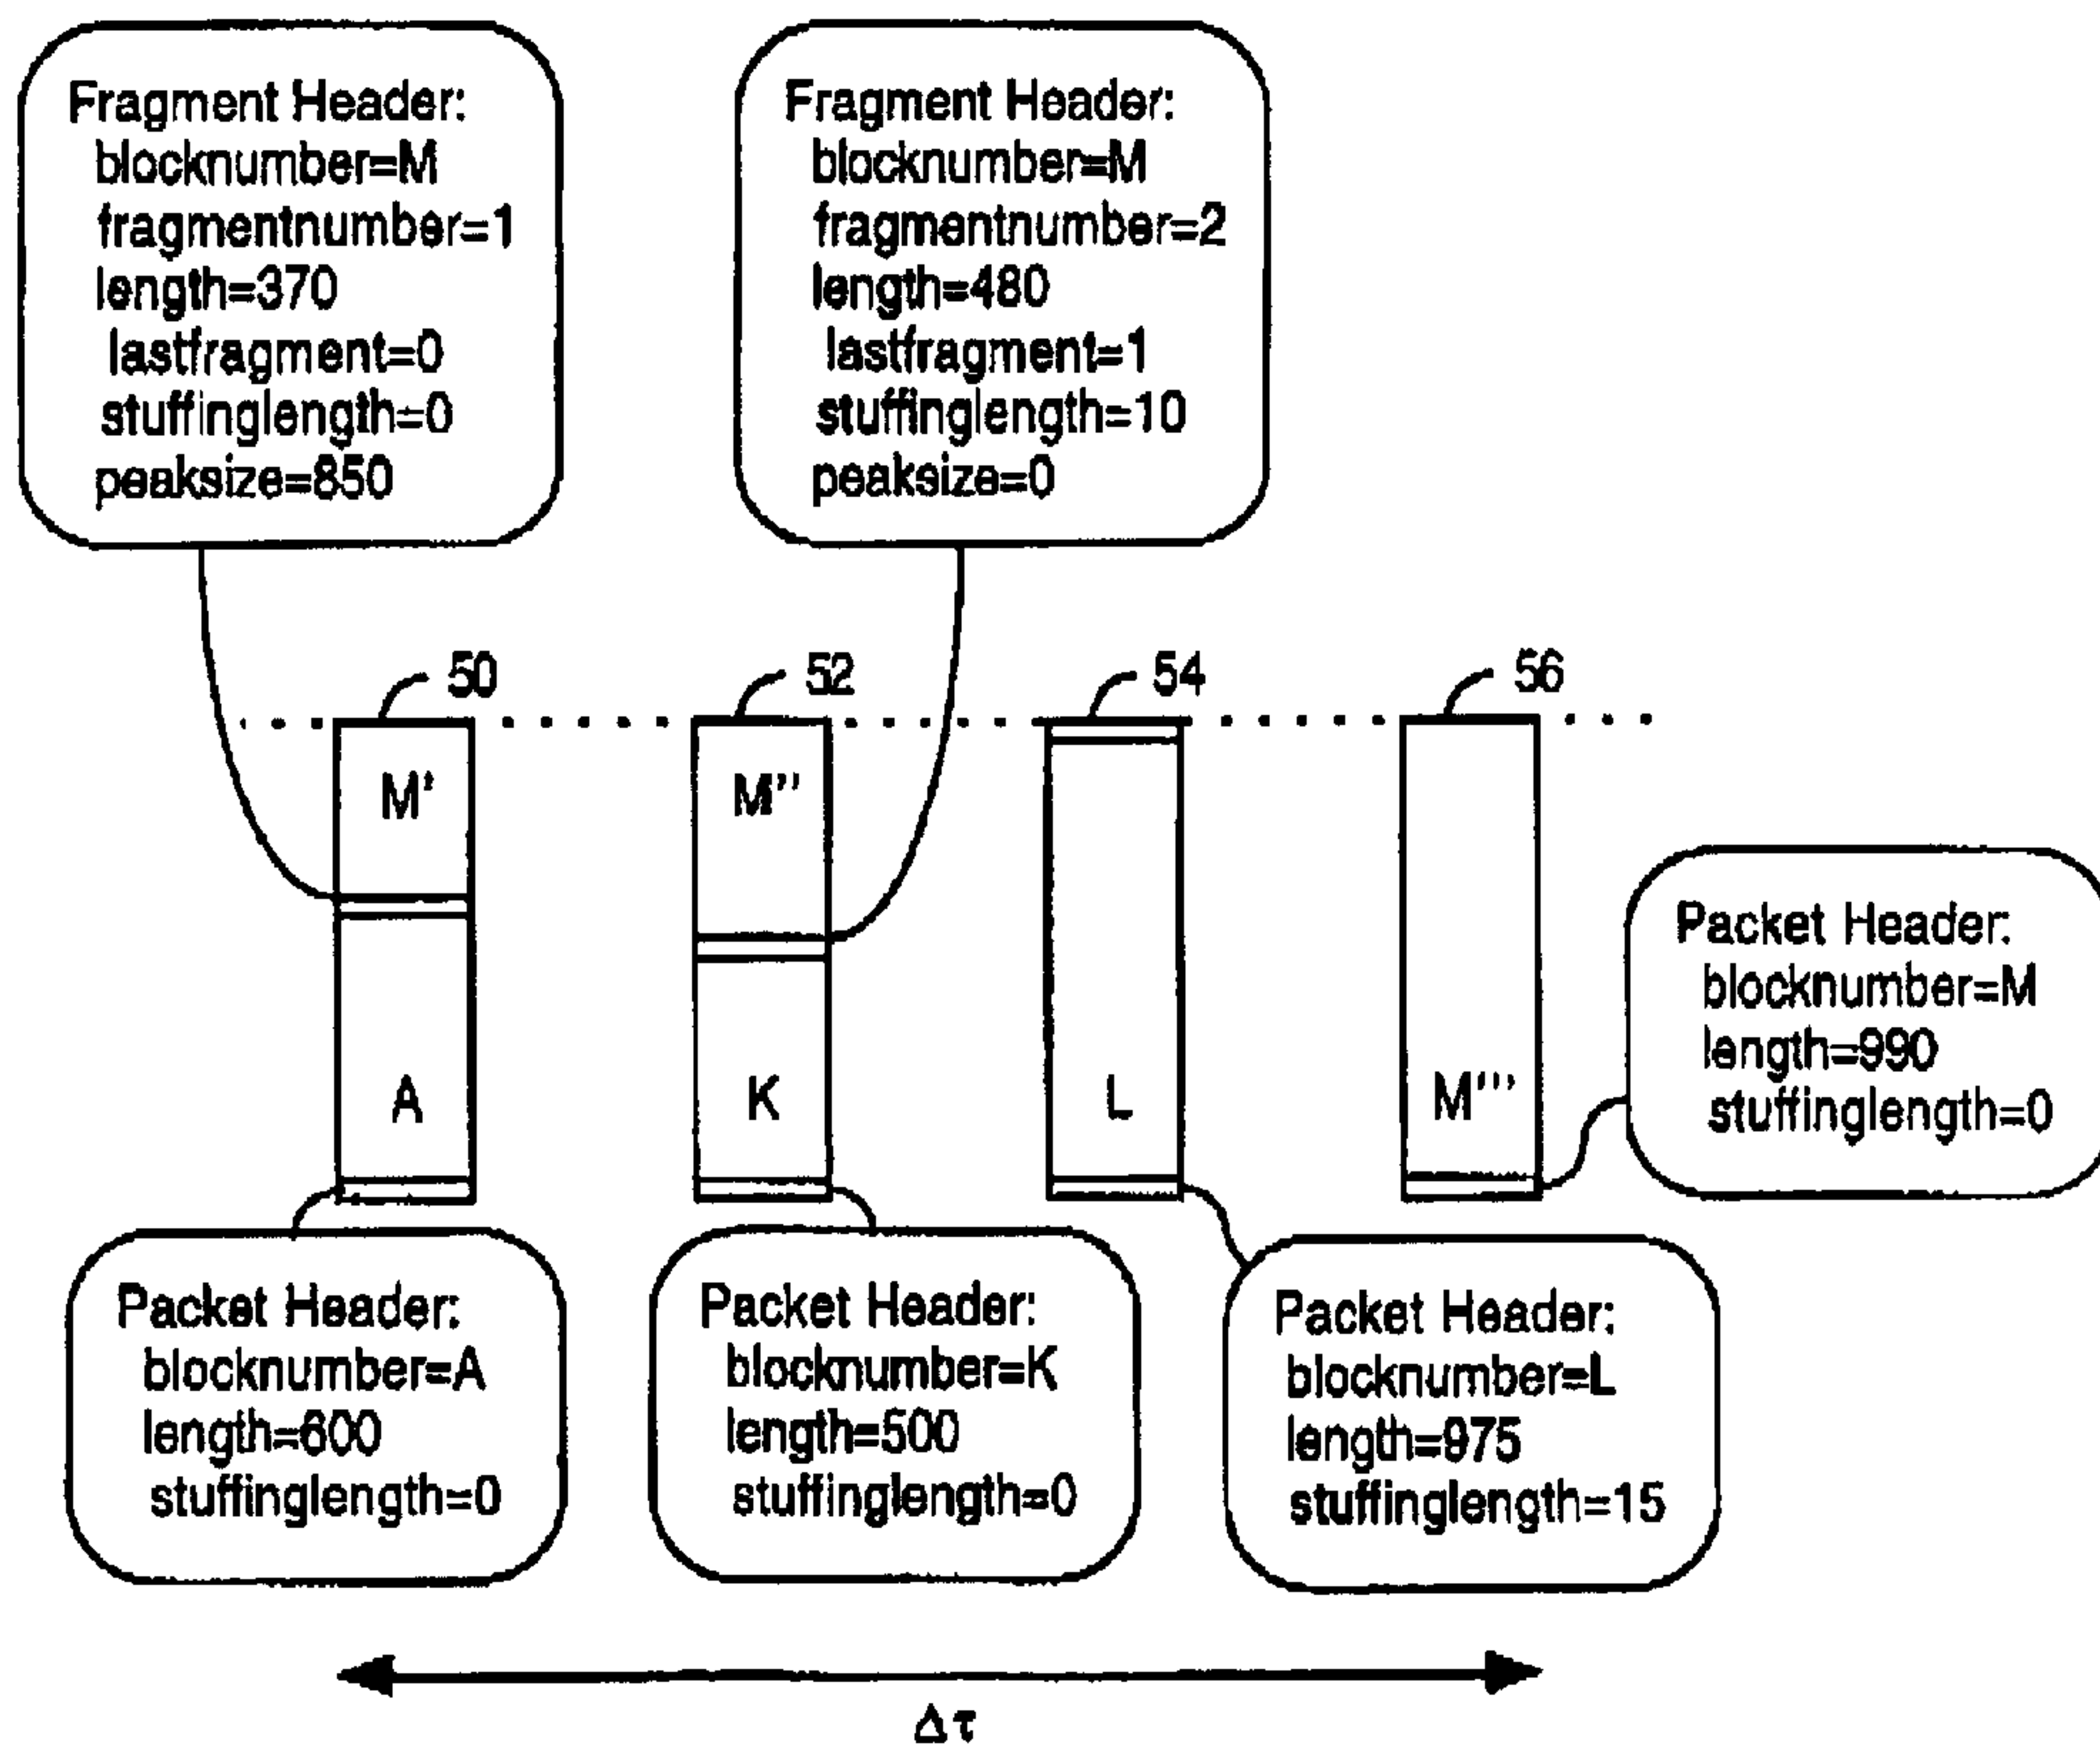 Fragment Header:
blocknumber=M
fragmentnumber=1
length=370
lastfragment=0
stuffinglength=0
peaksize=850
Fragment Header:
blocknumber=M
fragmentnumber=2
length=480
lastfragment=1
stuffinglength=10
peaksize=0
50
52
54
56
M'
M''
A
K
L
M'''
Packet Header:
blocknumber=M
length=990
stuffinglength=0
Packet Header:
blocknumber=A
length=600
stuffinglength=0
Packet Header:
blocknumber=K
length=500
stuffinglength=0
Packet Header:
blocknumber=L
length=975
stuffinglength=15
Δτ